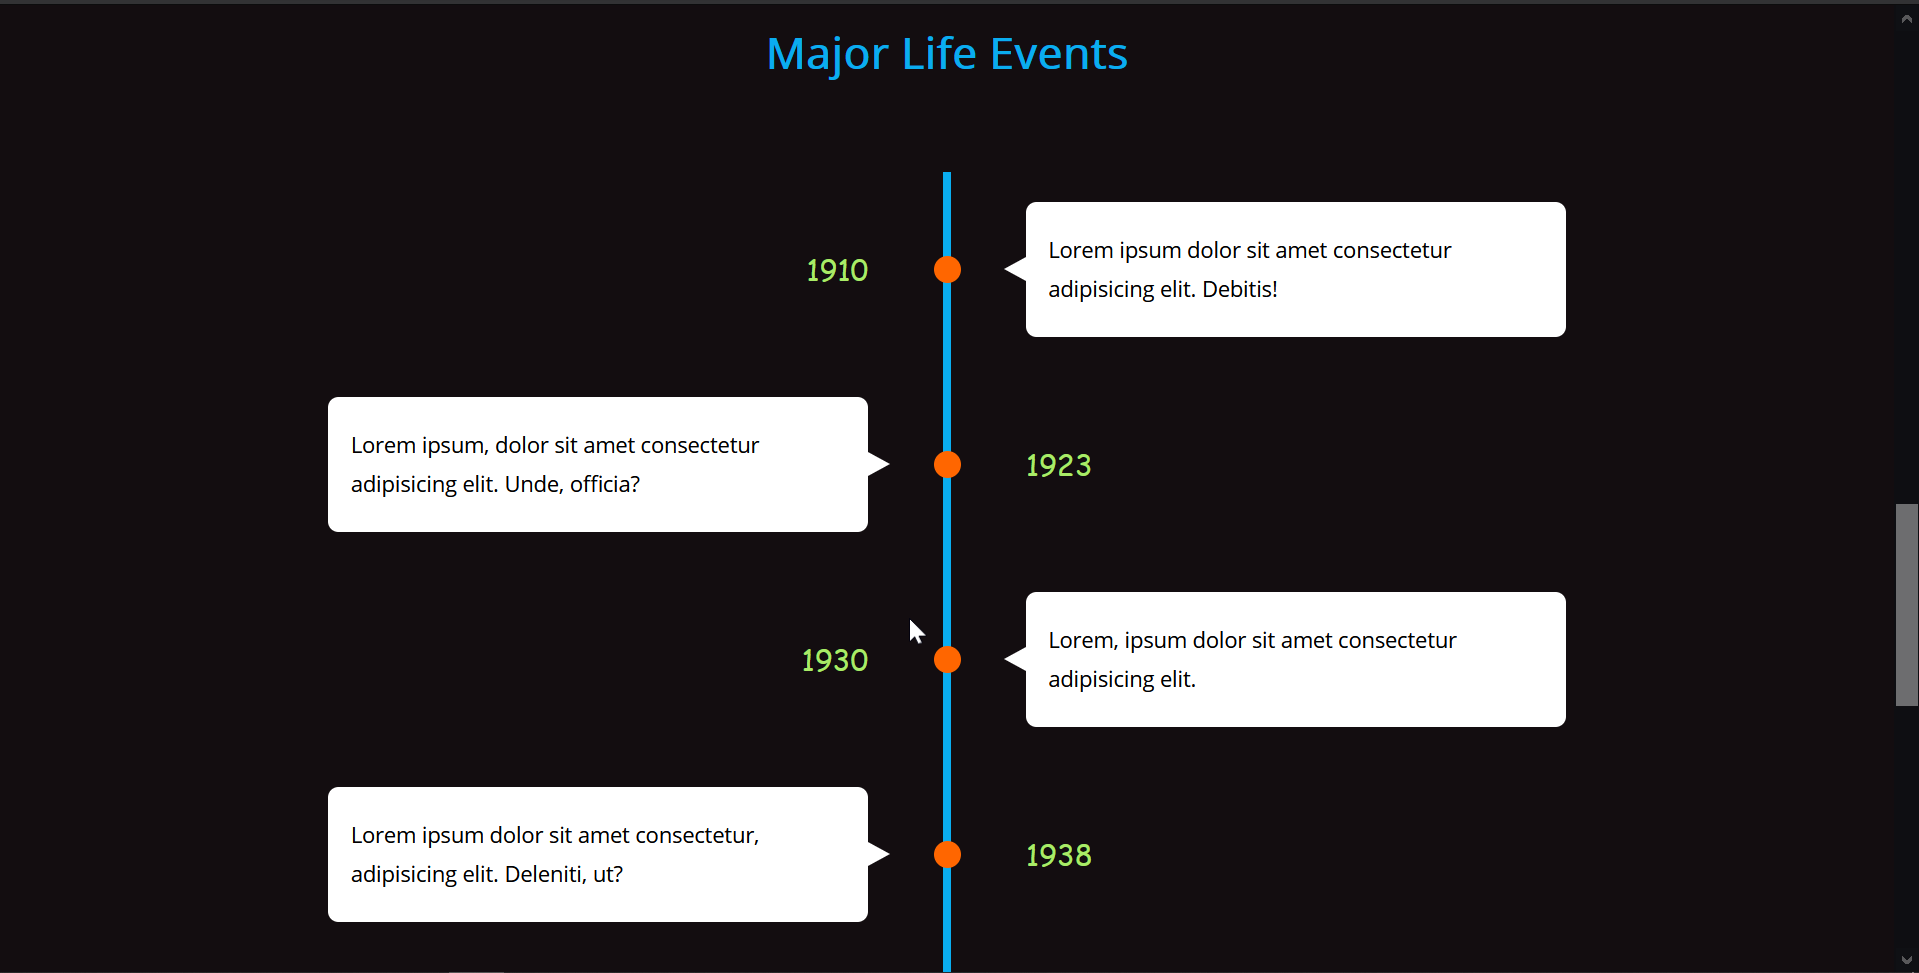 Major Life Events
1910
Lorem ipsum dolor sit amet consectetur
adipisicing elit. Debitis!
Lorem ipsum, dolor sit amet consectetur
adipisicing elit. Unde, officia?
1923
1930
Lorem, ipsum dolor sit amet consectetur
adipisicing elit.
Lorem ipsum dolor sit amet consectetur,
adipisicing elit. Deleniti, ut?
1938